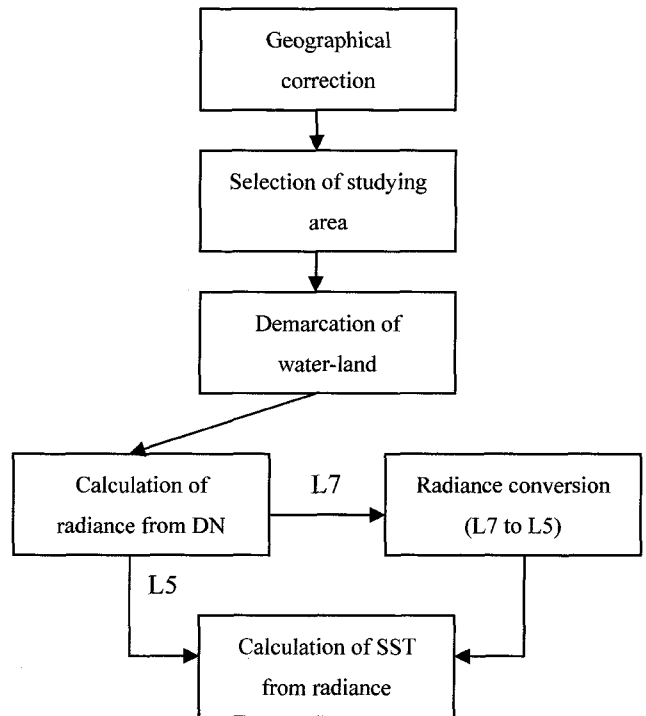 Geographical
correction
Selection of studying
area
Demarcation of
water-land
Calculation of
radiance from DN
L7
Radiance conversion
(L7 to L5)
L5
Calculation of SST
from radiance